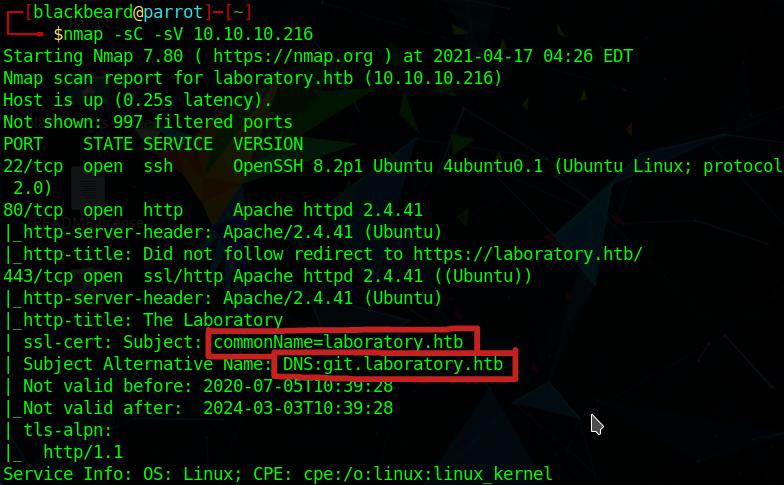 ┌─[blackbeard@parrot]─[~]
└──╼ $nmap -sC -sV 10.10.10.216
Starting Nmap 7.80 ( https://nmap.org ) at 2021-04-17 04:26 EDT
Nmap scan report for laboratory.htb (10.10.10.216)
Host is up (0.25s latency).
Not shown: 997 filtered ports
PORT    STATE SERVICE  VERSION
22/tcp  open  ssh      OpenSSH 8.2p1 Ubuntu 4ubuntu0.1 (Ubuntu Linux; protocol
 2.0)
80/tcp  open  http     Apache httpd 2.4.41
|_http-server-header: Apache/2.4.41 (Ubuntu)
|_http-title: Did not follow redirect to https://laboratory.htb/
443/tcp open  ssl/http Apache httpd 2.4.41 ((Ubuntu))
|_http-server-header: Apache/2.4.41 (Ubuntu)
|_http-title: The Laboratory
| ssl-cert: Subject: commonName=laboratory.htb
| Subject Alternative Name: DNS:git.laboratory.htb
| Not valid before: 2020-07-05T10:39:28
|_Not valid after:  2024-03-03T10:39:28
| tls-alpn:
|_  http/1.1
Service Info: OS: Linux; CPE: cpe:/o:linux:linux_kernel